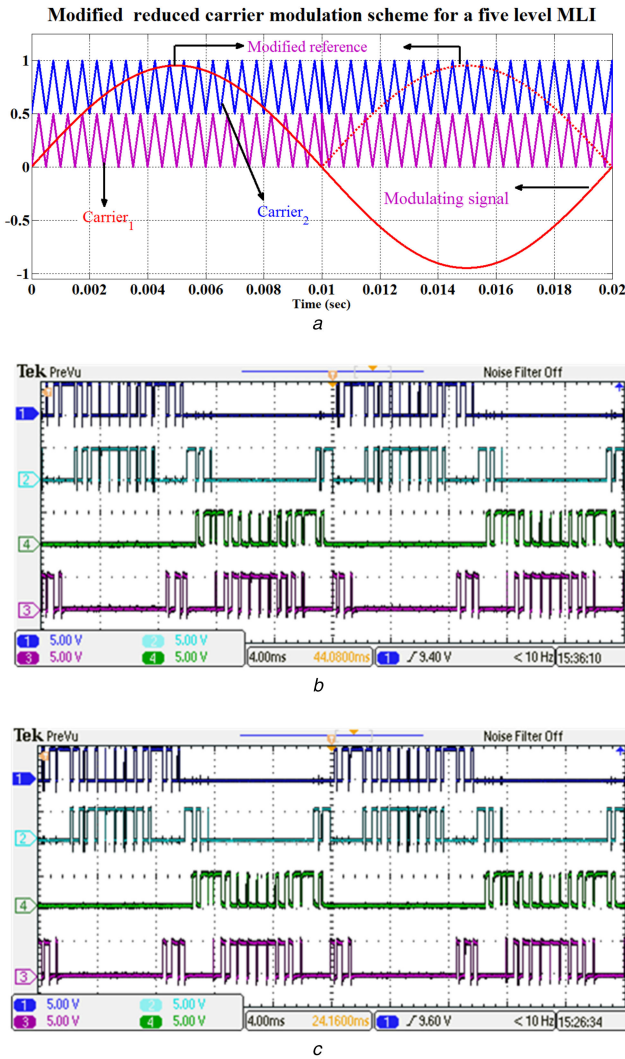 Modified reduced carrier modulation scheme for a five level MLI
Modified reference
1
0.5
0
-0.5
-1
Carrier1
Carrier2
Modulating signal
0 0.002 0.004 0.006 0.008 0.01 0.012 0.014 0.016 0.018 0.02
Time (sec)
a
Tek PreVu Noise Filter Off
1
2
4
3
1 5.00 V 2 5.00 V
3 5.00 V 4 5.00 V
4.00ms 44.0800ms 1 9.40 V < 10 Hz 15:36:10
b
Tek PreVu Noise Filter Off
1
2
4
3
1 5.00 V 2 5.00 V
3 5.00 V 4 5.00 V
4.00ms 24.1600ms 1 9.60 V < 10 Hz 15:26:34
c